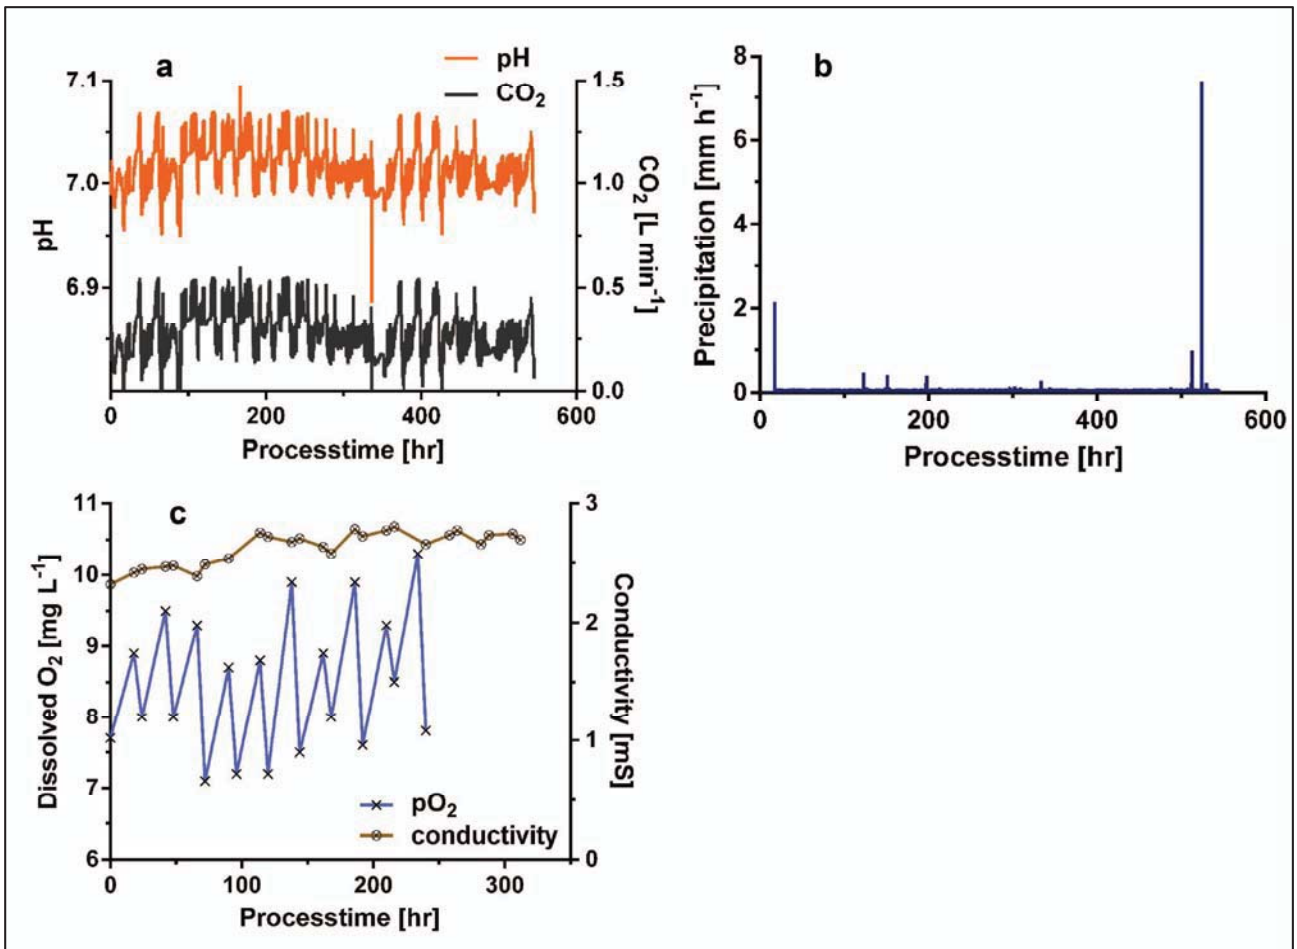 a
pH
CO₂
7.1
7.0
6.9
pH
1.5
1.0
0.5
0.0
CO₂ [L min⁻¹]
0 200 400 600
Processtime [hr]
b
8
6
4
2
0
Precipitation [mm h⁻¹]
0 200 400 600
Processtime [hr]
c
11
10
9
8
7
6
Dissolved O₂ [mg L⁻¹]
3
2
1
0
Conductivity [mS]
pO₂
conductivity
0 100 200 300
Processtime [hr]